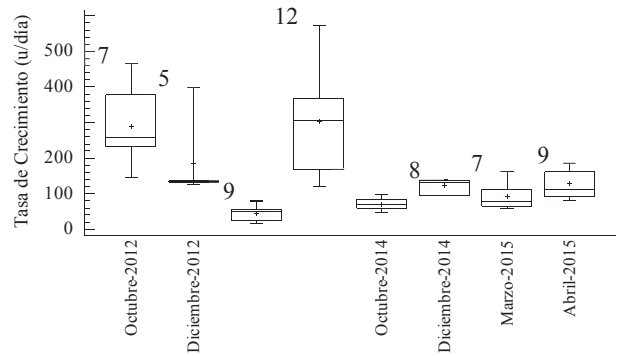 Tasa de Crecimiento (u/día)
500
400
200
100
0
7
5
9
12
8
7
9
Octubre-2012
Diciembre-2012
Octubre-2014
Diciembre-2014
Marzo-2015
Abril-2015